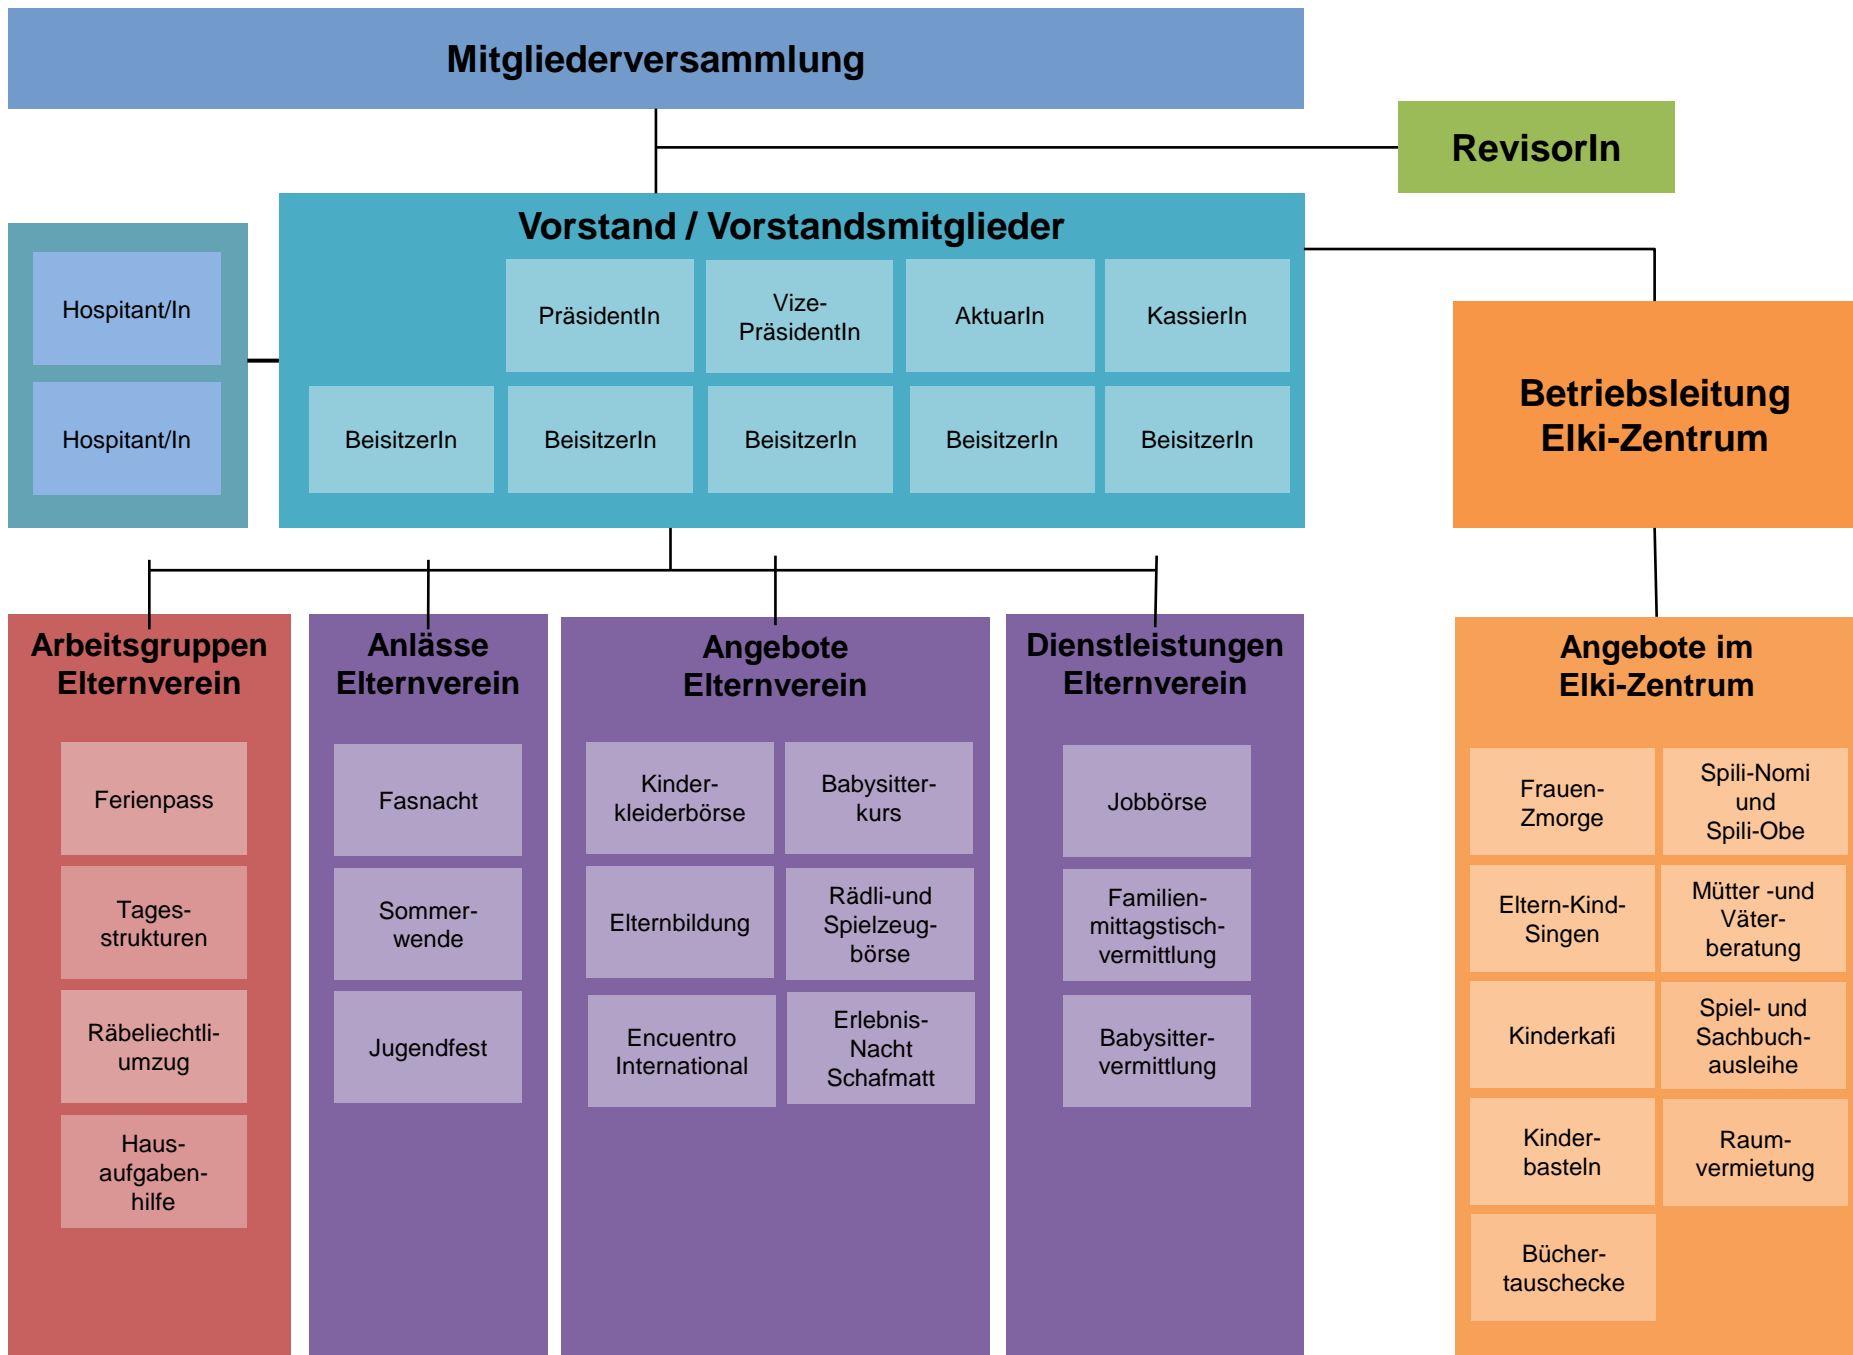 Mitgliederversammlung
RevisorIn
Vorstand / Vorstandsmitglieder
Hospitant/In
Hospitant/In
PräsidentIn
Vize-
PräsidentIn
AktuarIn
KassierIn
BeisitzerIn
BeisitzerIn
BeisitzerIn
BeisitzerIn
BeisitzerIn
Betriebsleitung
Elki-Zentrum
Arbeitsgruppen
Elternverein
Ferienpass
Tages-
strukturen
Räbeliechtli-
umzug
Haus-
aufgaben-
hilfe
Anlässe
Elternverein
Fasnacht
Sommer-
wende
Jugendfest
Angebote
Elternverein
Kinder-
kleiderbörse
Babysitter-
kurs
Elternbildung
Rädli-und
Spielzeug-
börse
Encuentro
International
Erlebnis-
Nacht
Schafmatt
Dienstleistungen
Elternverein
Jobbörse
Familien-
mittagstisch-
vermittlung
Babysitter-
vermittlung
Angebote im
Elki-Zentrum
Frauen-
Zmorge
Spili-Nomi
und
Spili-Obe
Eltern-Kind-
Singen
Mütter -und
Väter-
beratung
Kinderkafi
Spiel- und
Sachbuch-
ausleihe
Kinder-
basteln
Raum-
vermietung
Bücher-
tauschecke